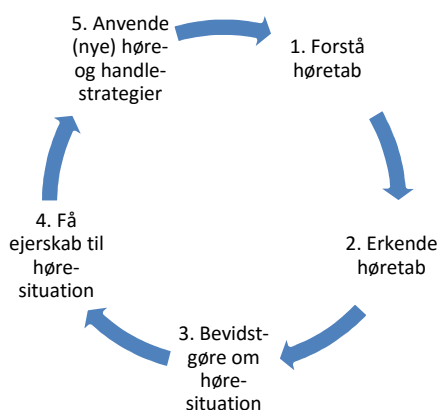 1. Forstå
høretab
2. Erkende
høretab
3. Bevidst-
gøre om
høre-
situation
4. Få
ejerskab til
høre-
situation
5. Anvende
(nye) høre-
og handle-
strategier